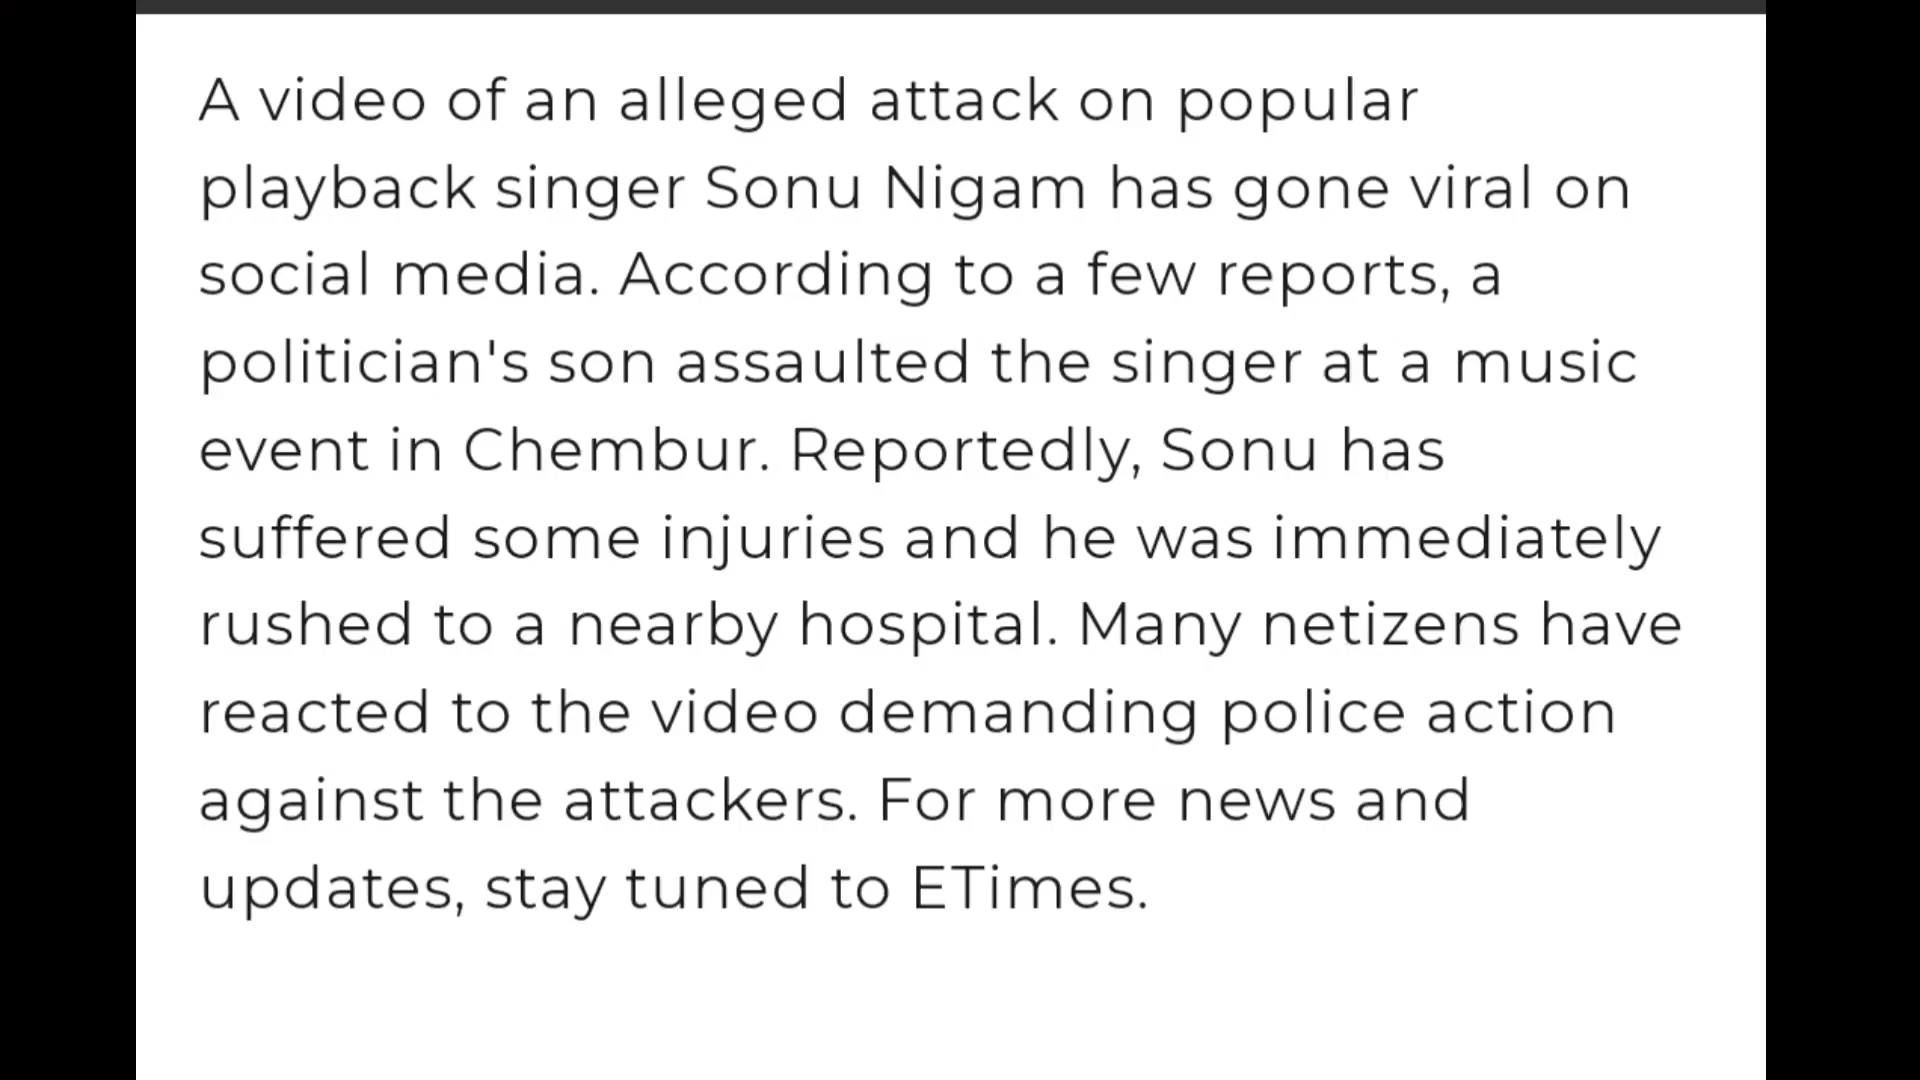 A video of an alleged attack on popular
playback singer Sonu Nigam has gone viral on
social media. According to a few reports, a
politician's son assaulted the singer at a music
event in Chembur. Reportedly, Sonu has
suffered some injuries and he was immediately
rushed to a nearby hospital. Many netizens have
reacted to the video demanding police action
against the attackers. For more news and
updates, stay tuned to ETimes.